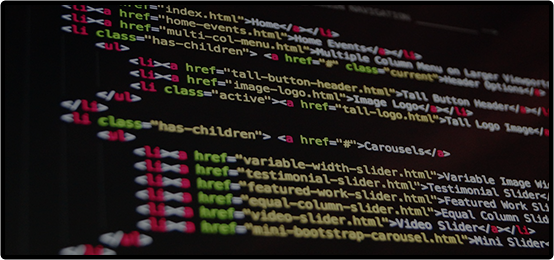 <li><a href="index.html">Home</a></li>
<li><a href="home-events.html">Home Events</a></li>
<li><a href="multi-col-menu.html">Multiple Column Menu on Larger Viewport
<li class="has-children"> <a href="#" class="current">Header Options</a>
<ul>
<li><a href="tall-button-header.html">Tall Button Header</a></li>
<li><a href="image-logo.html">Image Logo</a></li>
<li class="active"><a href="tall-logo.html">Tall Logo Image</a>
</ul>
</li>
<li class="has-children"> <a href="#">Carousels</a>
<ul>
<li><a href="variable-width-slider.html">Variable Image Wi
<li><a href="testimonial-slider.html">Testimonial Slider</
<li><a href="featured-work-slider.html">Featured Work Sli
<li><a href="equal-column-slider.html">Equal Column Slid
<li><a href="video-slider.html">Video Slider</a></li>
<li><a href="mini-bootstrap-carousel.html">Mini Slider<
</ul>
</li>